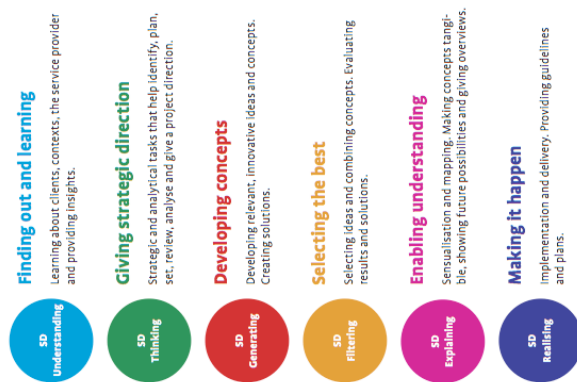 SD
Understanding
Finding out and learning
Learning about clients, contexts, the service provider
and providing insights.
SD
Thinking
Giving strategic direction
Strategic and analytical tasks that help identify, plan,
set, review, analyse and give a project direction.
SD
Generating
Developing concepts
Developing relevant, innovative ideas and concepts.
Creating solutions.
SD
Filtering
Selecting the best
Selecting ideas and combining concepts. Evaluating
results and solutions.
SD
Explaining
Enabling understanding
Sensualisation and mapping. Making concepts tangi-
ble, showing future possibilities and giving overviews.
SD
Realising
Making it happen
Implementation and delivery. Providing guidelines
and plans.